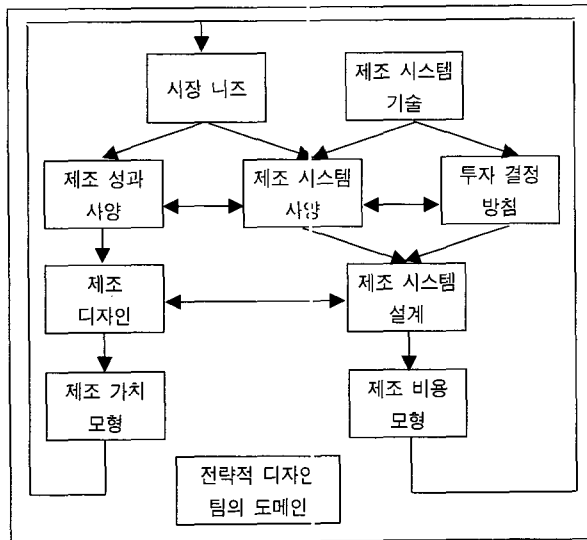 시장 니즈
제조 시스템
기술
제조 성과
사양
제조 시스템
사양
투자 결정
방침
제조
디자인
제조 시스템
설계
제조 가치
모형
제조 비용
모형
전략적 디자인
팀의 도메인